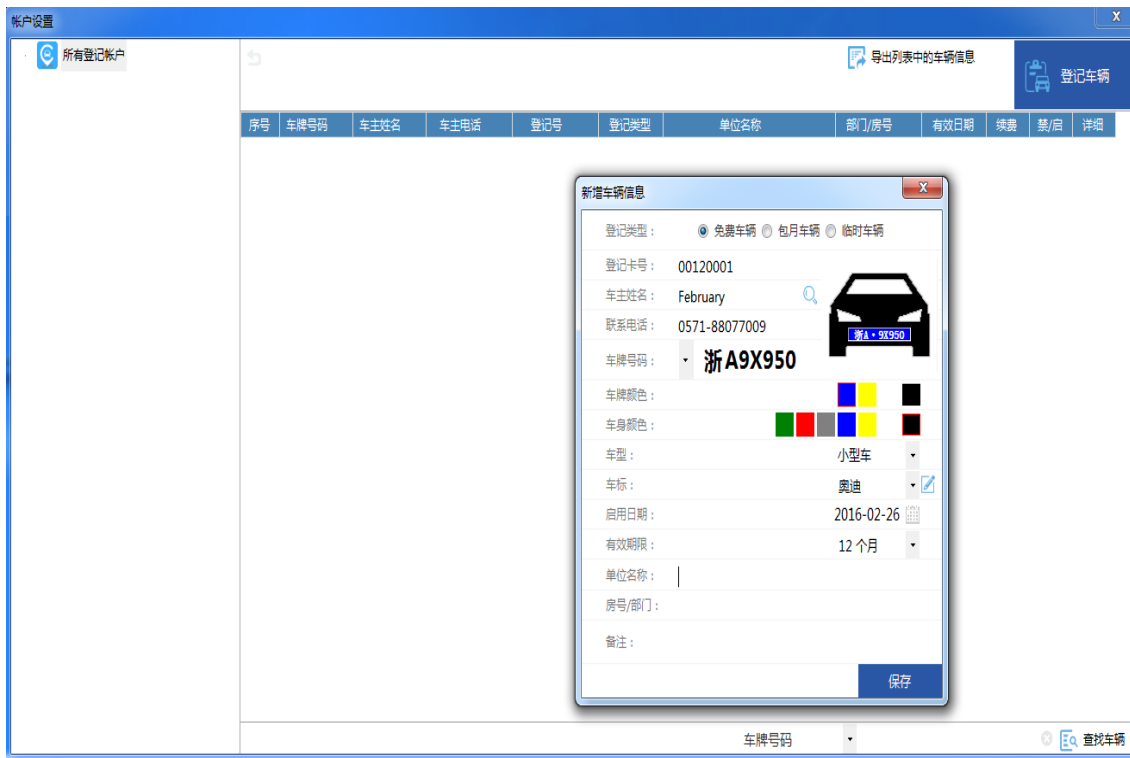 帐户设置
所有登记帐户
导出列表中的车辆信息
登记车辆
序号 车牌号码 车主姓名 车主电话 登记号 登记类型 单位名称 部门/房号 有效日期 续费 禁/启 详细
新增车辆信息
登记类型： 免费车辆 包月车辆 临时车辆
登记卡号： 00120001
车主姓名： February
联系电话： 0571-88077009
浙A·9X950
车牌号码： 浙A9X950
车牌颜色：
车身颜色：
车型： 小型车
车标： 奥迪
启用日期： 2016-02-26
有效期限： 12 个月
单位名称：
房号/部门：
备注：
保存
车牌号码 查找车辆